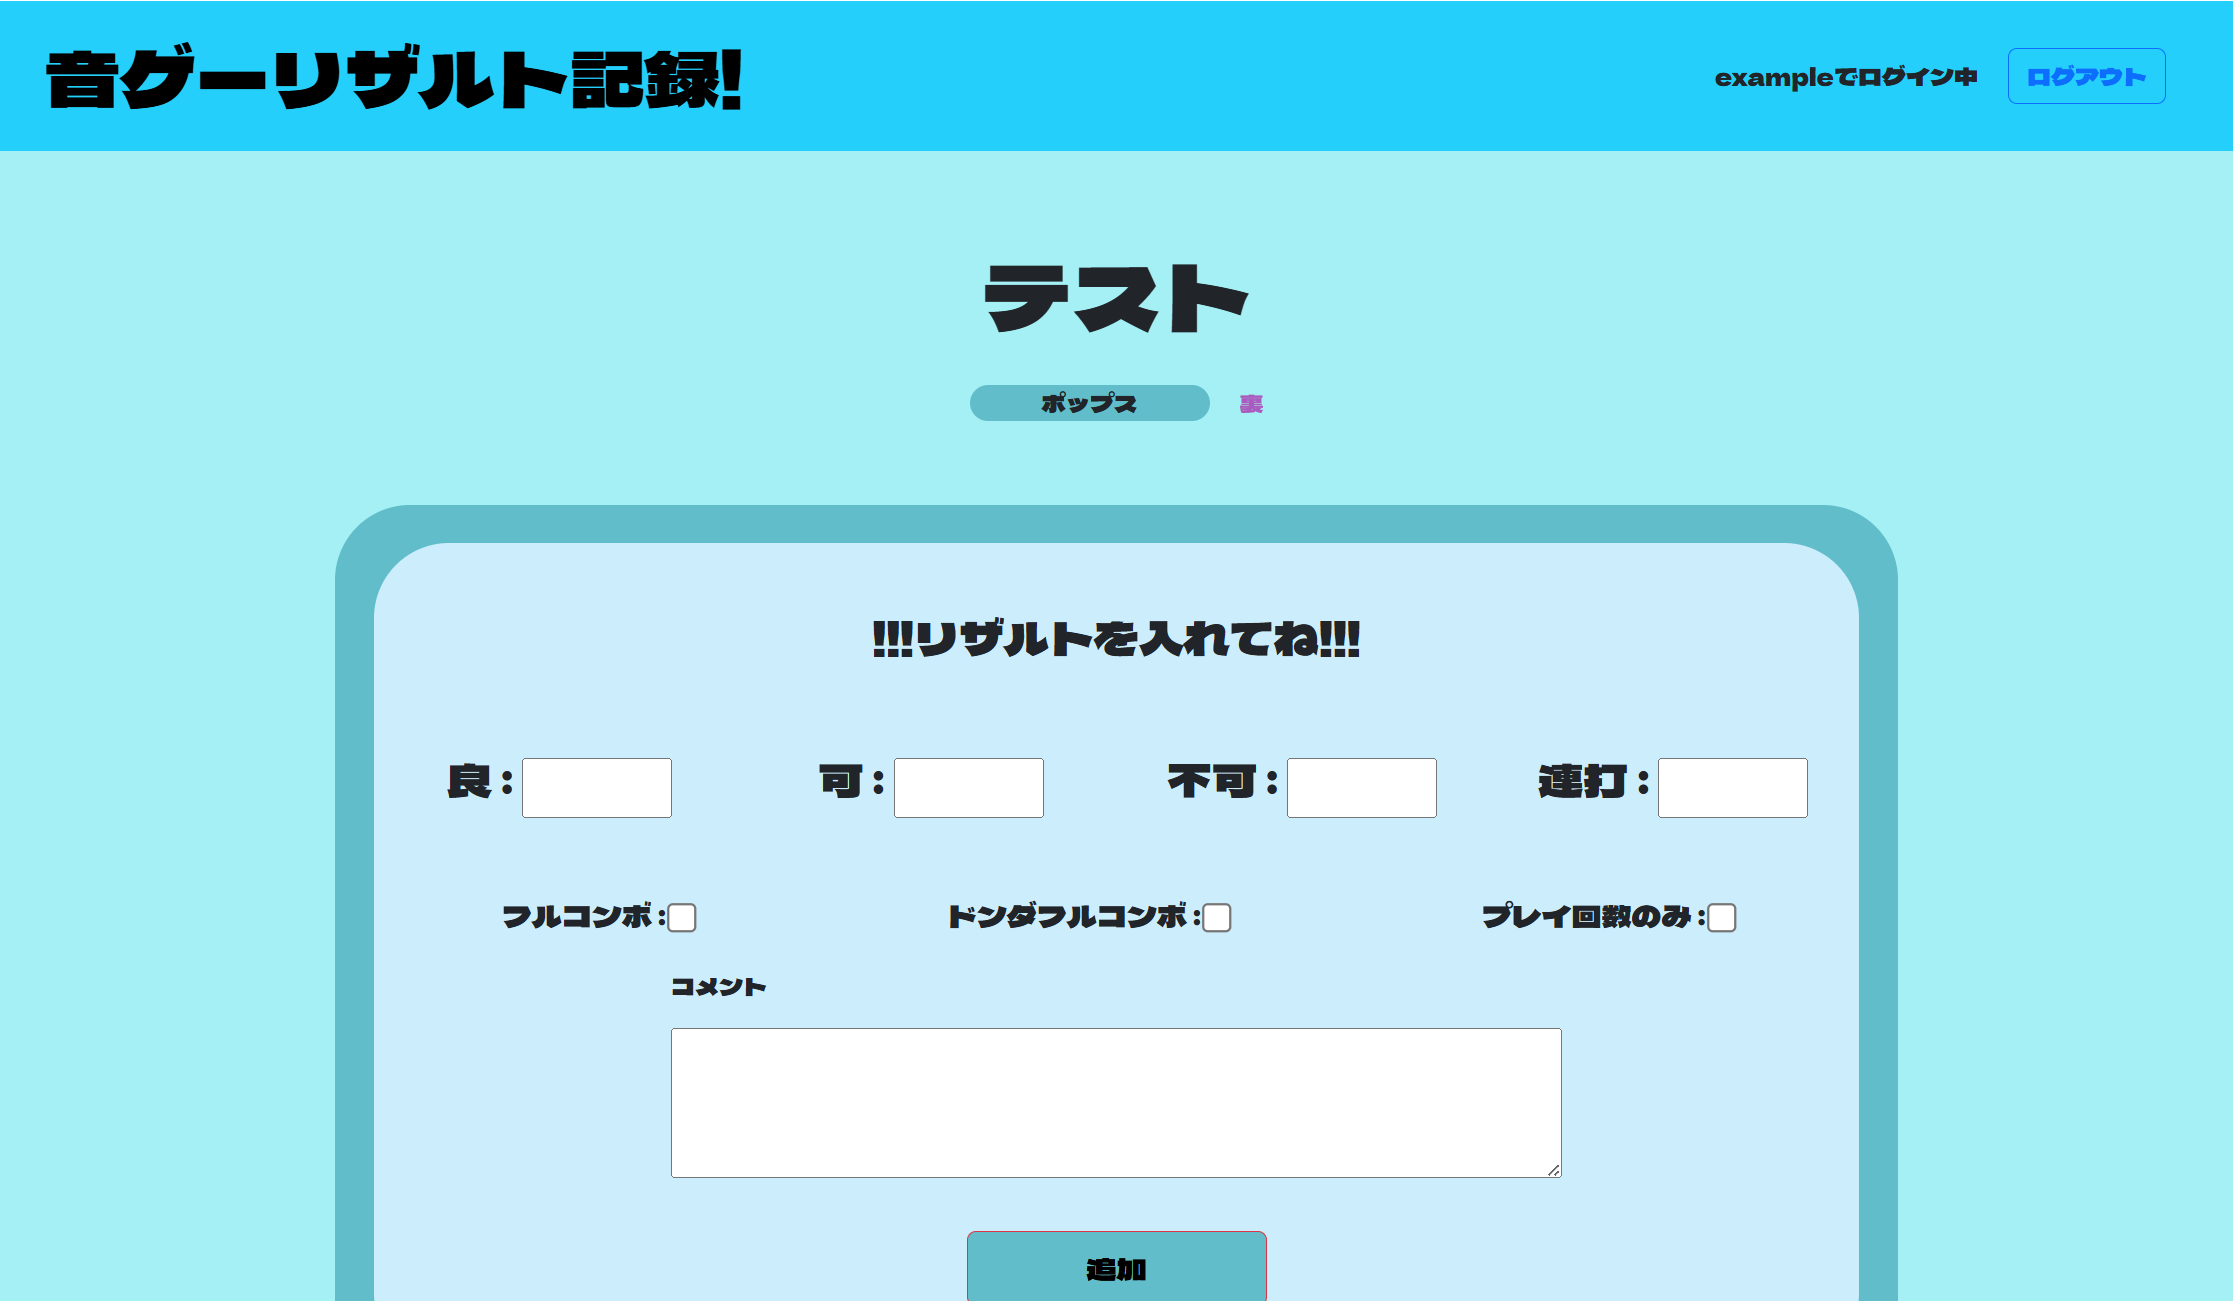 音ゲーリザルト記録!
exampleでログイン中
ログアウト
テスト
ポップス
裏
!!!リザルトを入れてね!!!
良 :
可 :
不可 :
連打 :
フルコンボ :
ドンダフルコンボ :
プレイ回数のみ :
コメント
追加